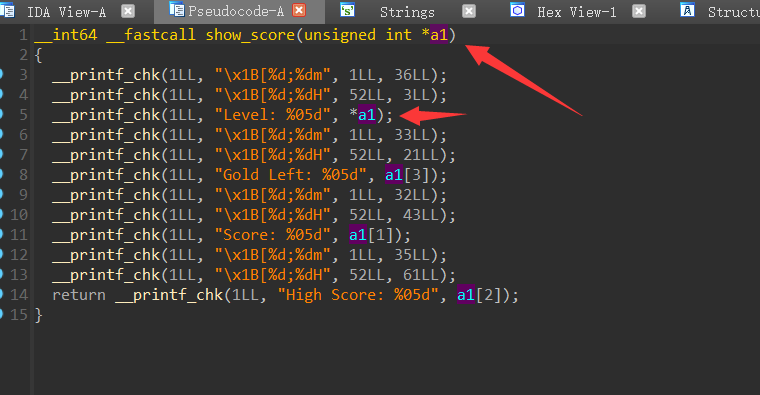 IDA View-A Pseudocode-A Strings Hex View-1 Structu
1 __int64 __fastcall show_score(unsigned int *a1)
2 {
3 __printf_chk(1LL, "\x1B[%d;%dm", 1LL, 36LL);
4 __printf_chk(1LL, "\x1B[%d;%dH", 52LL, 3LL);
5 __printf_chk(1LL, "Level: %05d", *a1);
6 __printf_chk(1LL, "\x1B[%d;%dm", 1LL, 33LL);
7 __printf_chk(1LL, "\x1B[%d;%dH", 52LL, 21LL);
8 __printf_chk(1LL, "Gold Left: %05d", a1[3]);
9 __printf_chk(1LL, "\x1B[%d;%dm", 1LL, 32LL);
10 __printf_chk(1LL, "\x1B[%d;%dH", 52LL, 43LL);
11 __printf_chk(1LL, "Score: %05d", a1[1]);
12 __printf_chk(1LL, "\x1B[%d;%dm", 1LL, 35LL);
13 __printf_chk(1LL, "\x1B[%d;%dH", 52LL, 61LL);
14 return __printf_chk(1LL, "High Score: %05d", a1[2]);
15 }